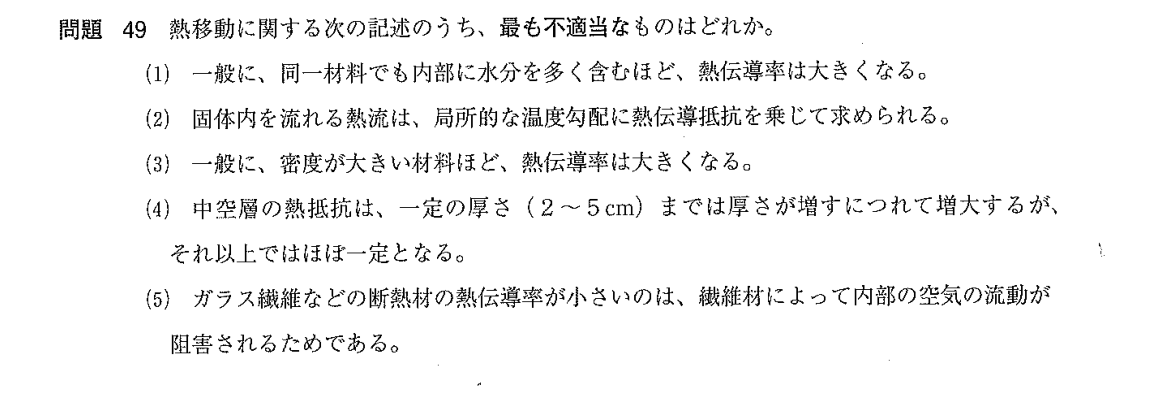 問題 49 熱移動に関する次の記述のうち、最も不適当なものはどれか。
(1) 一般に、同一材料でも内部に水分を多く含むほど、熱伝導率は大きくなる。
(2) 固体内を流れる熱流は、局所的な温度勾配に熱伝導抵抗を乗じて求められる。
(3) 一般に、密度が大きい材料ほど、熱伝導率は大きくなる。
(4) 中空層の熱抵抗は、一定の厚さ（２～５cm）までは厚さが増すにつれて増大するが、
それ以上ではほぼ一定となる。
(5) ガラス繊維などの断熱材の熱伝導率が小さいのは、繊維材によって内部の空気の流動が
阻害されるためである。